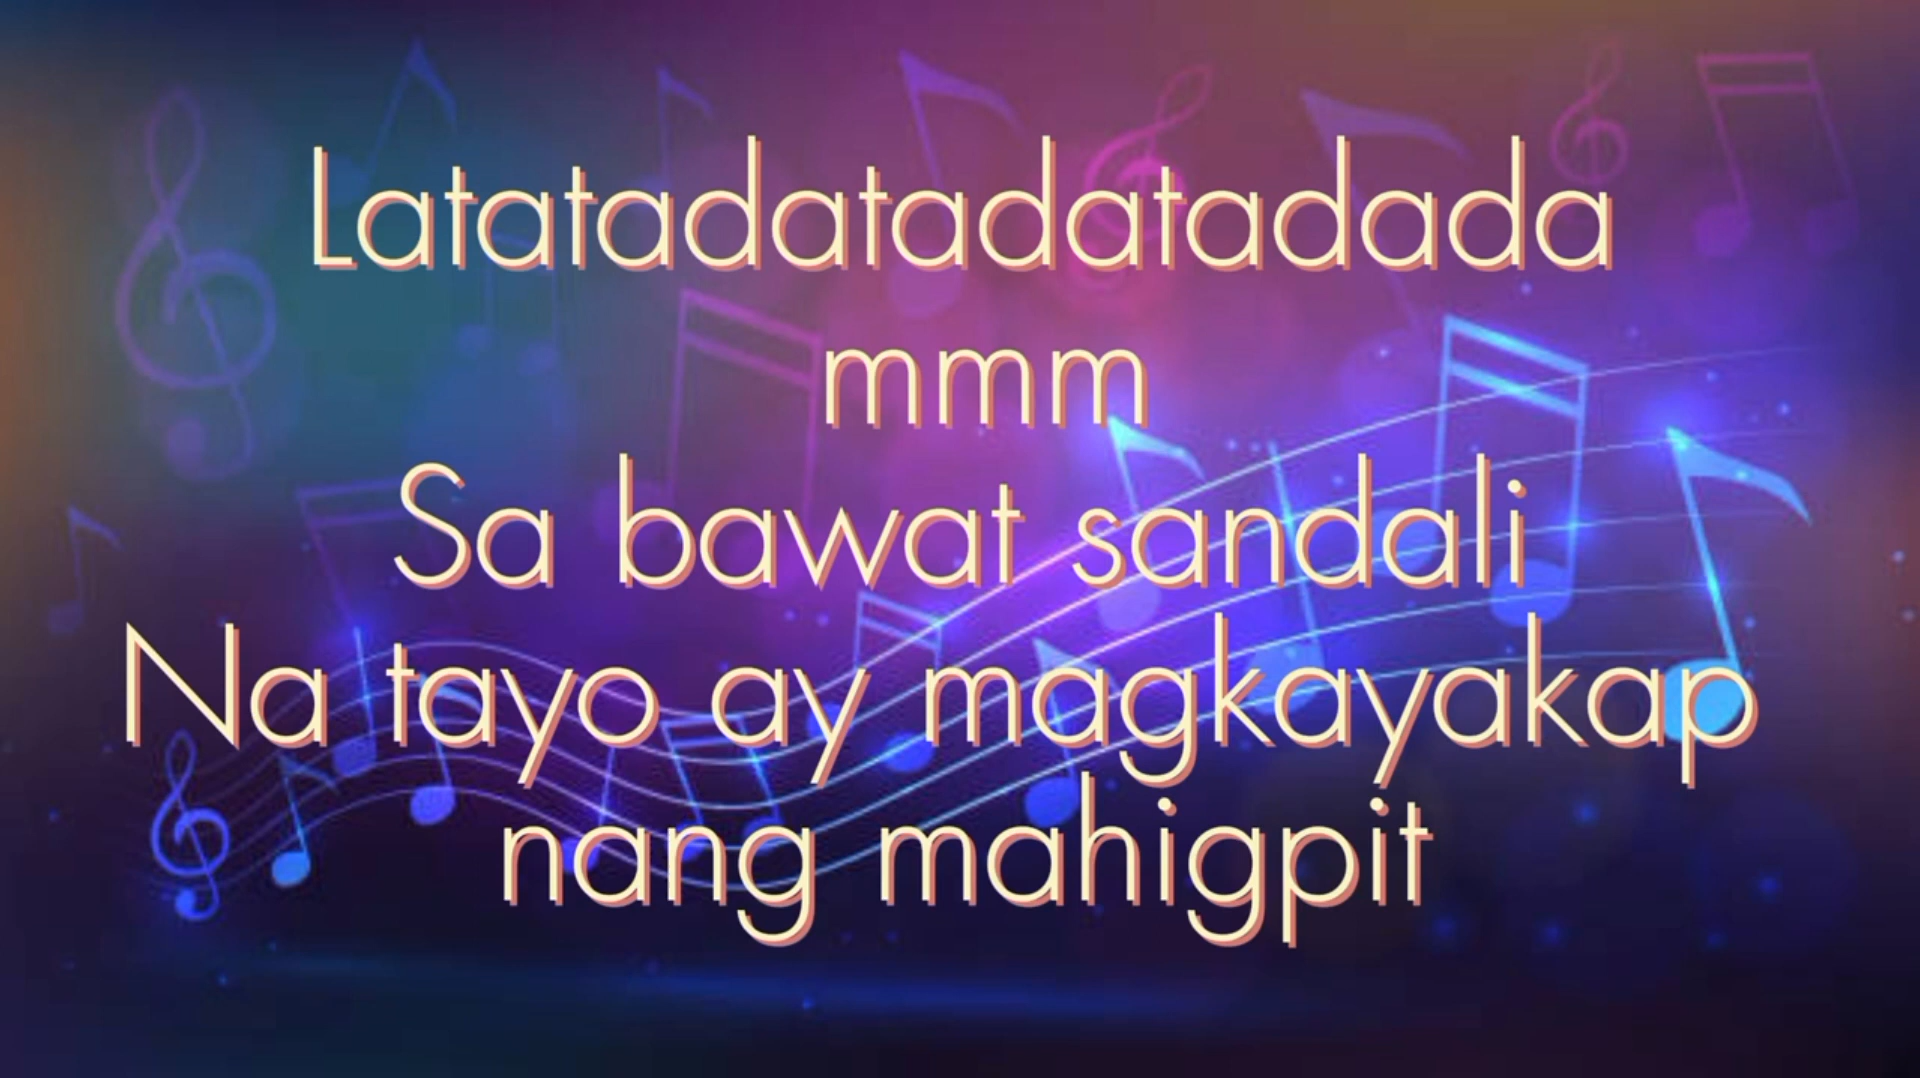 Latatadatadatadada
mmm
Sa bawat sandali
Na tayo ay magkayakap
nang mahigpit